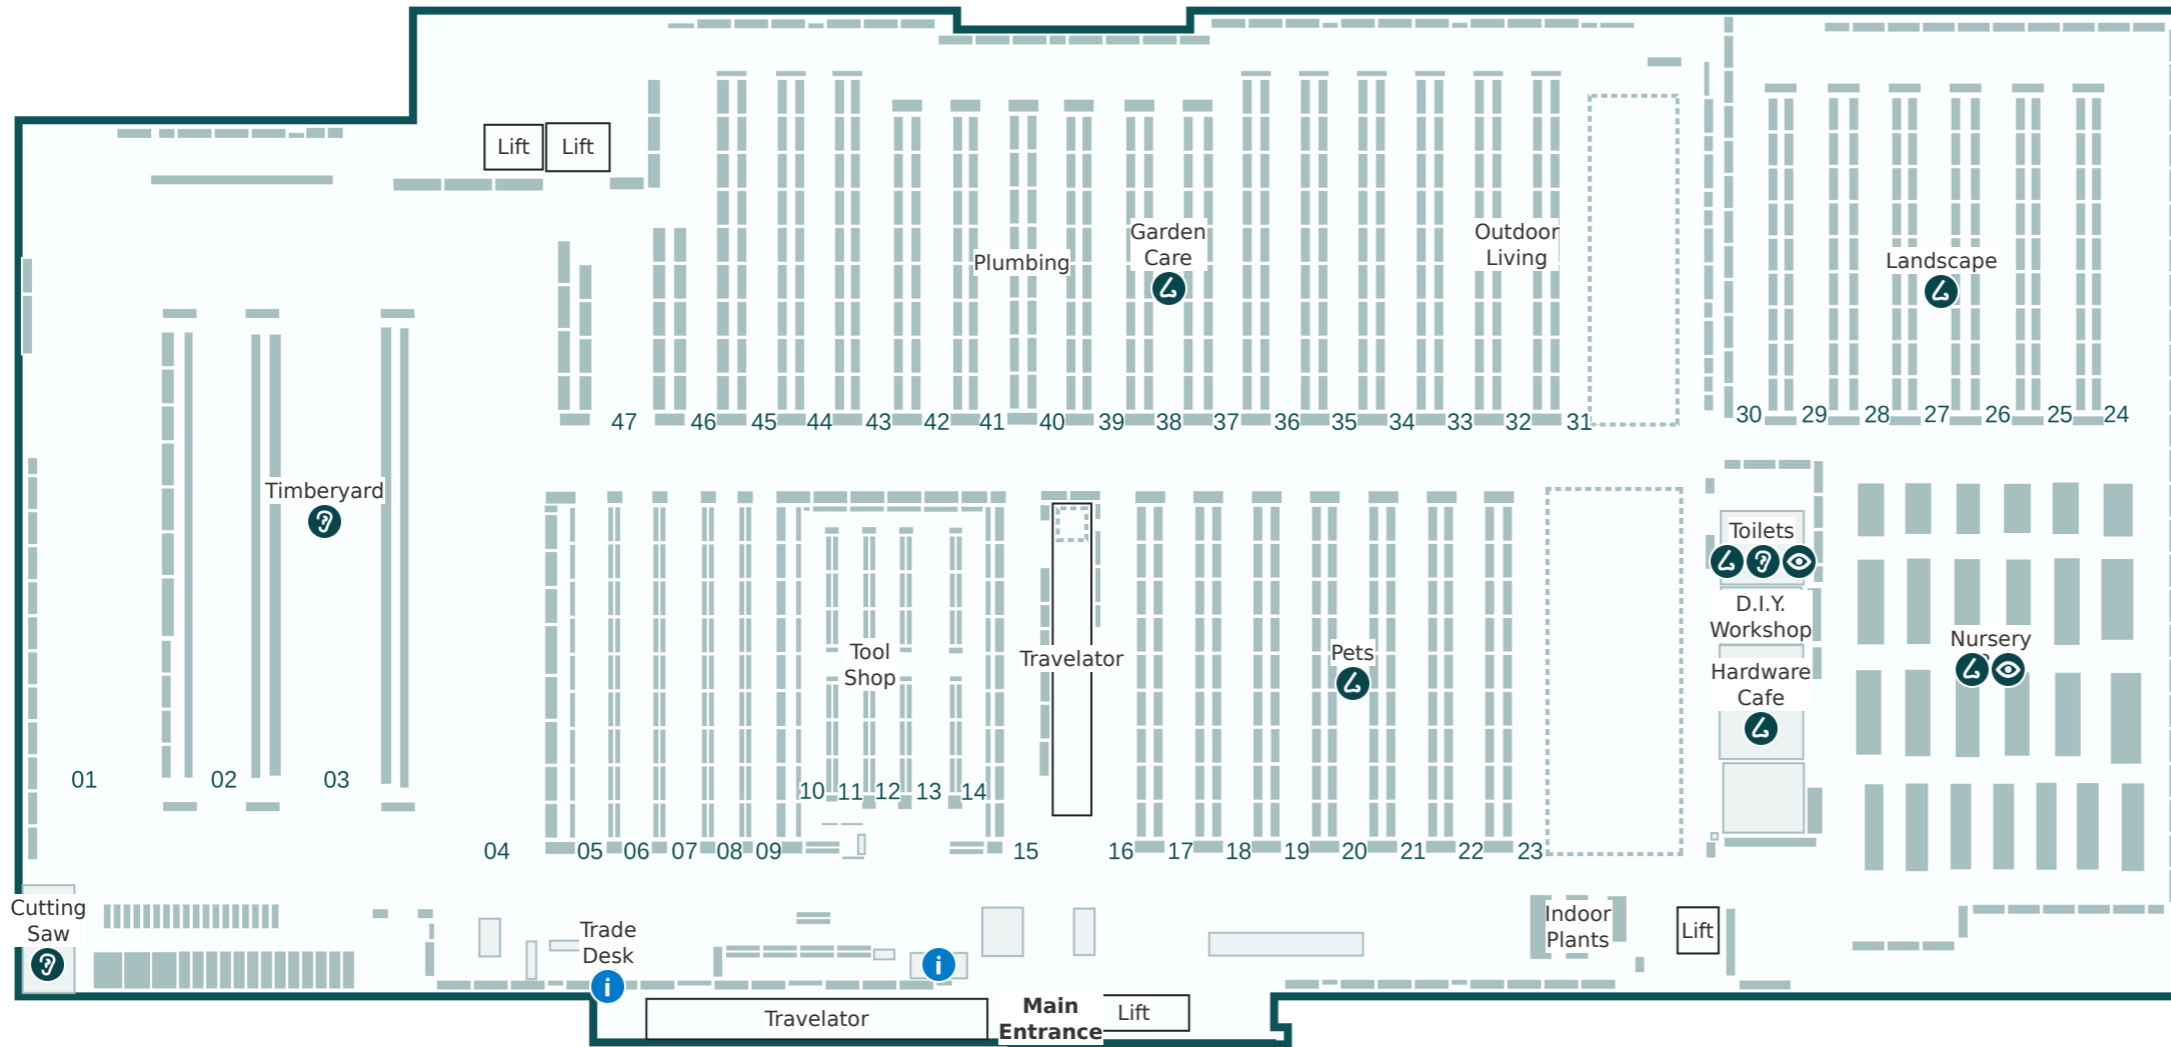 Lift
Lift
Garden
Care
Outdoor
Living
Plumbing
Landscape
47
46
45
44
43
42
41
40
39
38
37
36
35
34
33
32
31
30
29
28
27
26
25
24
Timberyard
Toilets
D.I.Y.
Workshop
Hardware
Cafe
Nursery
Tool
Shop
Travelator
Pets
01
02
03
10
11
12
13
14
04
05
06
07
08
09
15
16
17
18
19
20
21
22
23
Cutting
Saw
Trade
Desk
i
i
Indoor
Plants
Lift
Travelator
Main
Entrance
Lift